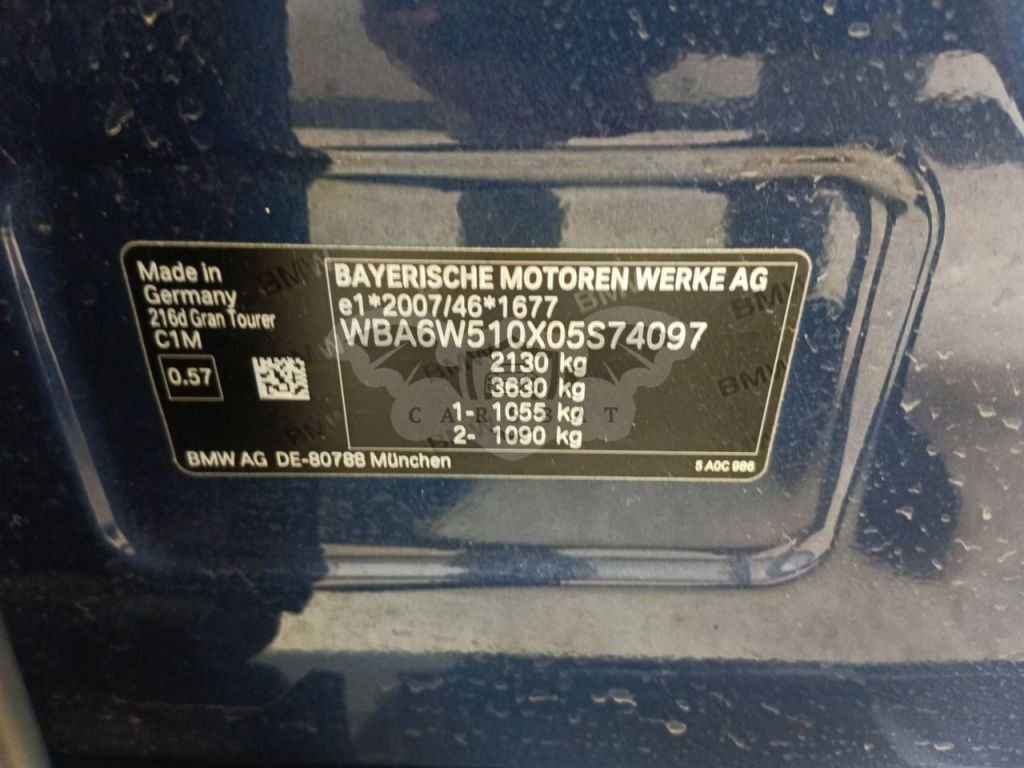 Made in
Germany
216d Gran Tourer
C1M
0.57
BAYERISCHE MOTOREN WERKE AG
e1*2007/46*1677
WBA6W510X05S74097
2130 kg
3630 kg
1- 1055 kg
2- 1090 kg
BMW AG DE-80788 München
5 A0C 986